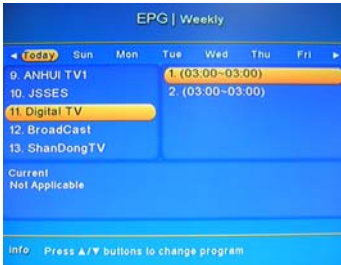 EPG | Weekly
◄ Today Sun Mon Tue Wed Thu Fri ►
9. ANHUI TV1
10. JSSES
11. Digital TV
12. BroadCast
13. ShanDongTV
1. (03:00~03:00)
2. (03:00~03:00)
Current
Not Applicable
Info Press ▲/▼ buttons to change program